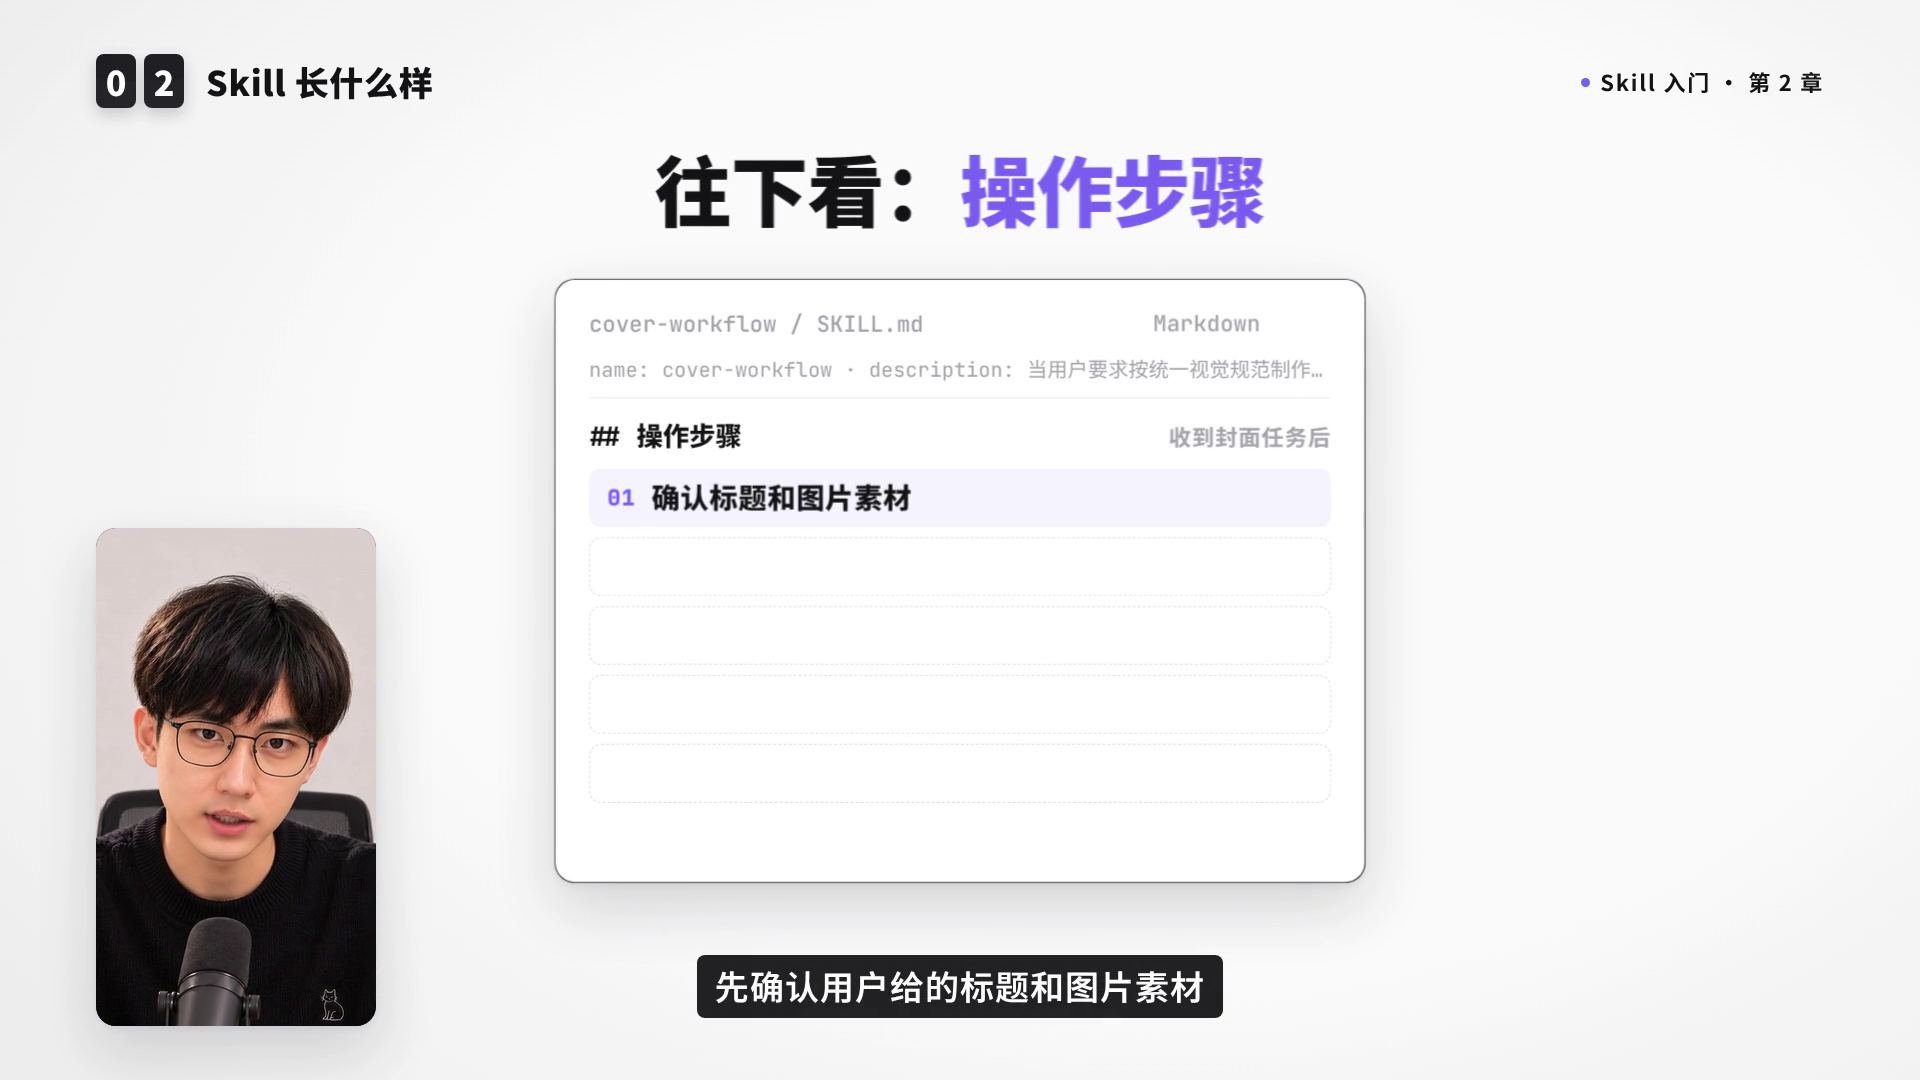 02 Skill 长什么样
Skill 入门 · 第 2 章
往下看：操作步骤
cover-workflow / SKILL.md
Markdown
name: cover-workflow · description: 当用户要求按统一视觉规范制作…
## 操作步骤
收到封面任务后
01 确认标题和图片素材
先确认用户给的标题和图片素材